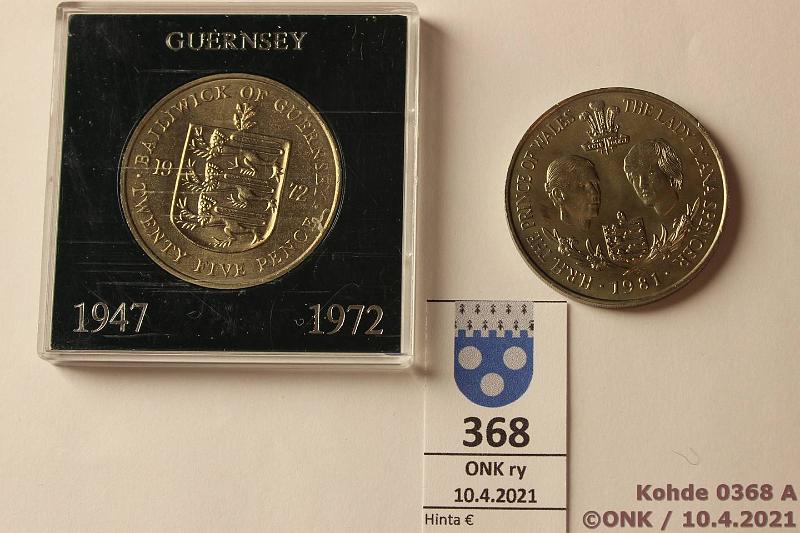 GUERNSEY
BAILIWICK OF GUERNSEY
19 72
TWENTY FIVE PENCE
1947 1972
H.R.H. THE PRINCE OF WALES THE LADY DIANA SPENCER
1981
368
ONK ry
10.4.2021
Hinta €
Kohde 0368 A
©ONK / 10.4.2021